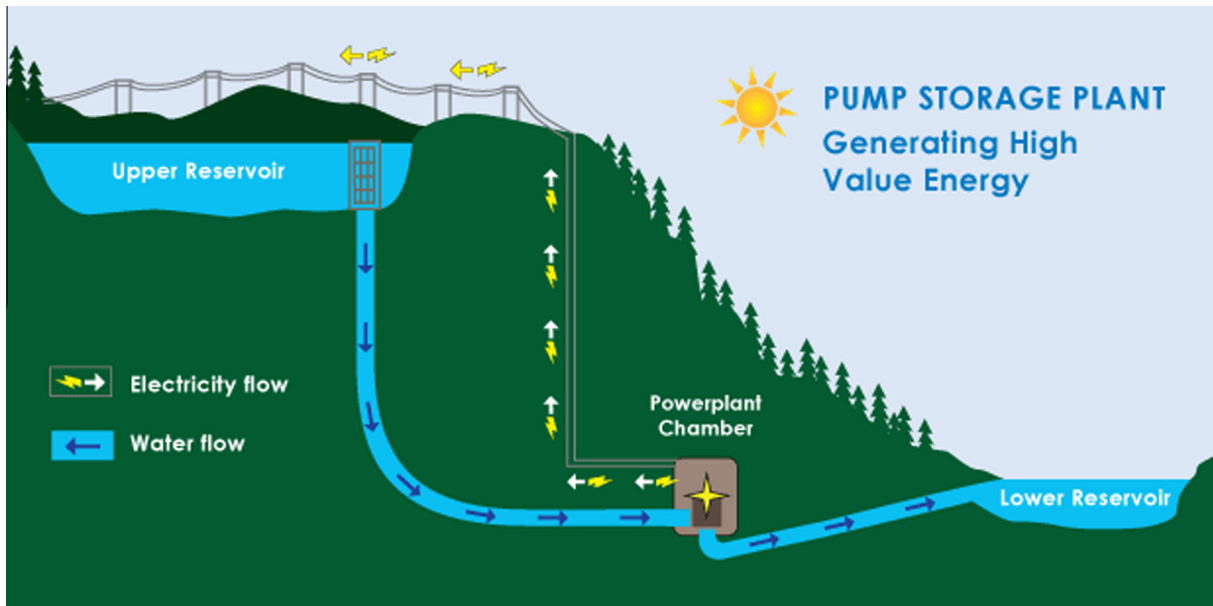 PUMP STORAGE PLANT
Generating High
Value Energy
Upper Reservoir
Electricity flow
Water flow
Powerplant
Chamber
Lower Reservoir